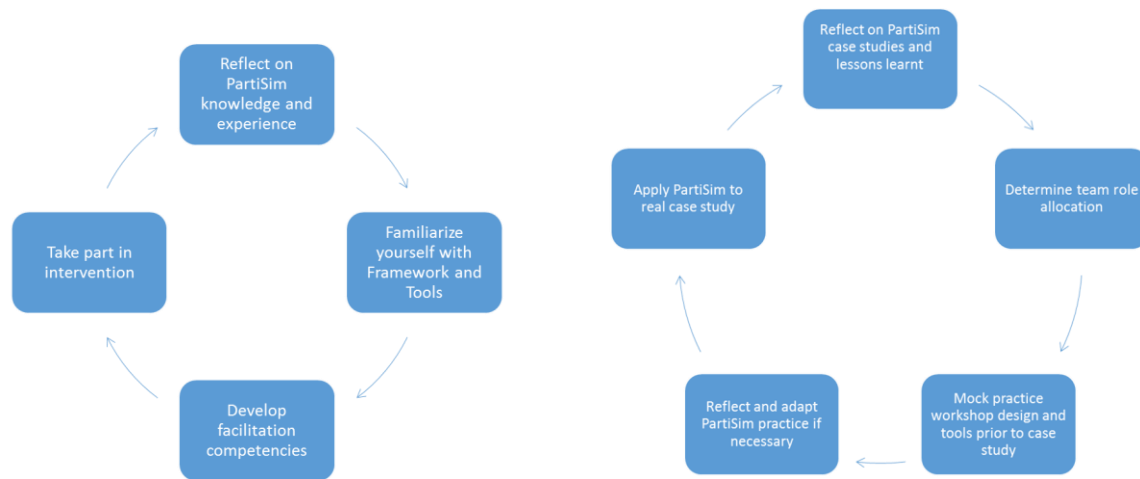 Reflect on
PartiSim
knowledge and
experience
Familiarize
yourself with
Framework and
Tools
Develop
facilitation
competencies
Take part in
intervention
Reflect on PartiSim
case studies and
lessons learnt
Determine team role
allocation
Mock practice
workshop design and
tools prior to case
study
Reflect and adapt
PartiSim practice if
necessary
Apply PartiSim to
real case study